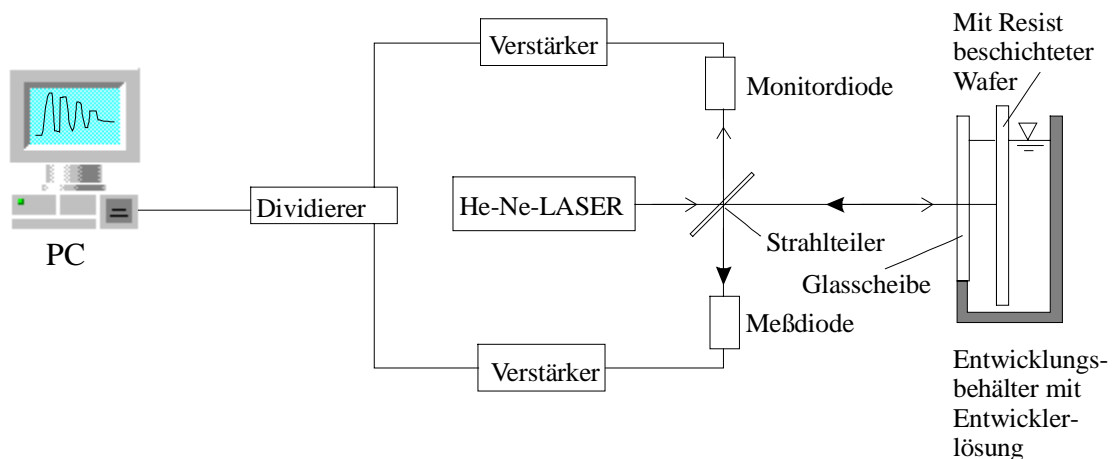 Verstärker
Mit Resist
beschichteter
Wafer
Monitordiode
PC
Dividierer
He-Ne-LASER
Strahlteiler
Glasscheibe
Meßdiode
Verstärker
Entwicklungs-
behälter mit
Entwickler-
lösung